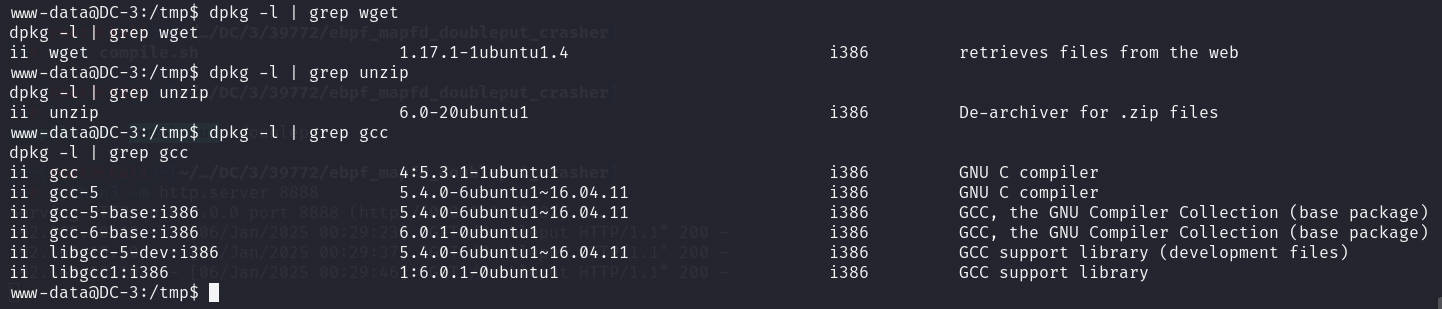 www-data@DC-3:/tmp$ dpkg -l | grep wget
dpkg -l | grep wget
ii  wget                               1.17.1-1ubuntu1.4                          i386         retrieves files from the web
www-data@DC-3:/tmp$ dpkg -l | grep unzip
dpkg -l | grep unzip
ii  unzip                              6.0-20ubuntu1                              i386         De-archiver for .zip files
www-data@DC-3:/tmp$ dpkg -l | grep gcc
dpkg -l | grep gcc
ii  gcc                                4:5.3.1-1ubuntu1                           i386         GNU C compiler
ii  gcc-5                              5.4.0-6ubuntu1~16.04.11                    i386         GNU C compiler
ii  gcc-5-base:i386                    5.4.0-6ubuntu1~16.04.11                    i386         GCC, the GNU Compiler Collection (base package)
ii  gcc-6-base:i386                    6.0.1-0ubuntu1                             i386         GCC, the GNU Compiler Collection (base package)
ii  libgcc-5-dev:i386                  5.4.0-6ubuntu1~16.04.11                    i386         GCC support library (development files)
ii  libgcc1:i386                       1:6.0.1-0ubuntu1                           i386         GCC support library
www-data@DC-3:/tmp$